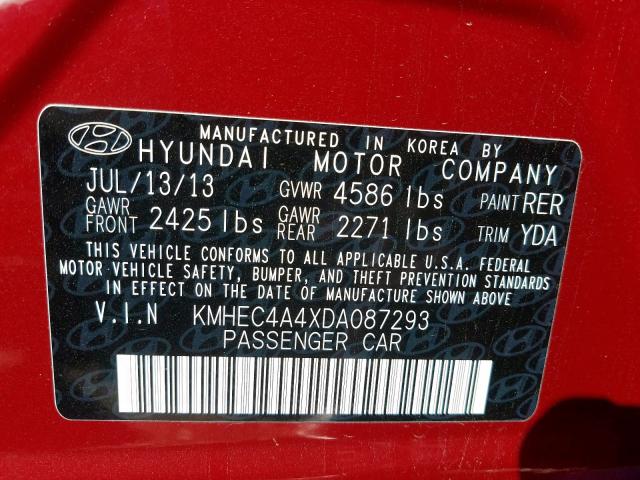 MANUFACTURED IN KOREA BY
HYUNDAI MOTOR COMPANY
JUL/13/13 GVWR 4586 lbs PAINT RER
GAWR FRONT 2425 lbs GAWR REAR 2271 lbs TRIM YDA
THIS VEHICLE CONFORMS TO ALL APPLICABLE U.S.A. FEDERAL
MOTOR VEHICLE SAFETY, BUMPER, AND THEFT PREVENTION STANDARDS
IN EFFECT ON THE DATE OF MANUFACTURE SHOWN ABOVE
V.I.N KMHEC4A4XDA087293
PASSENGER CAR